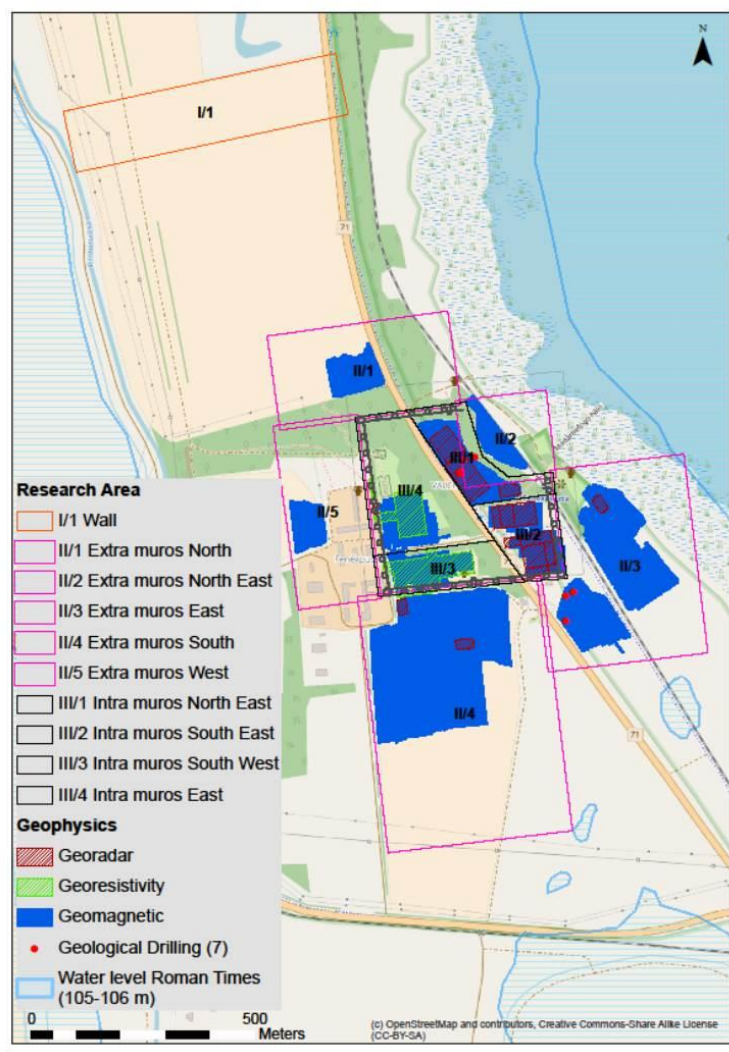 N
I/1
71
II/1
II/2
III/1
III/4
II/5
III/2
III/3
II/3
II/4
71
Research Area
I/1 Wall
II/1 Extra muros North
II/2 Extra muros North East
II/3 Extra muros East
II/4 Extra muros South
II/5 Extra muros West
III/1 Intra muros North East
III/2 Intra muros South East
III/3 Intra muros South West
III/4 Intra muros East
Geophysics
Georadar
Georesistivity
Geomagnetic
Geological Drilling (7)
Water level Roman Times
(105-106 m)
0 500
Meters
(c) OpenStreetMap and contributors, Creative Commons-Share Alike License
(CC-BY-SA)